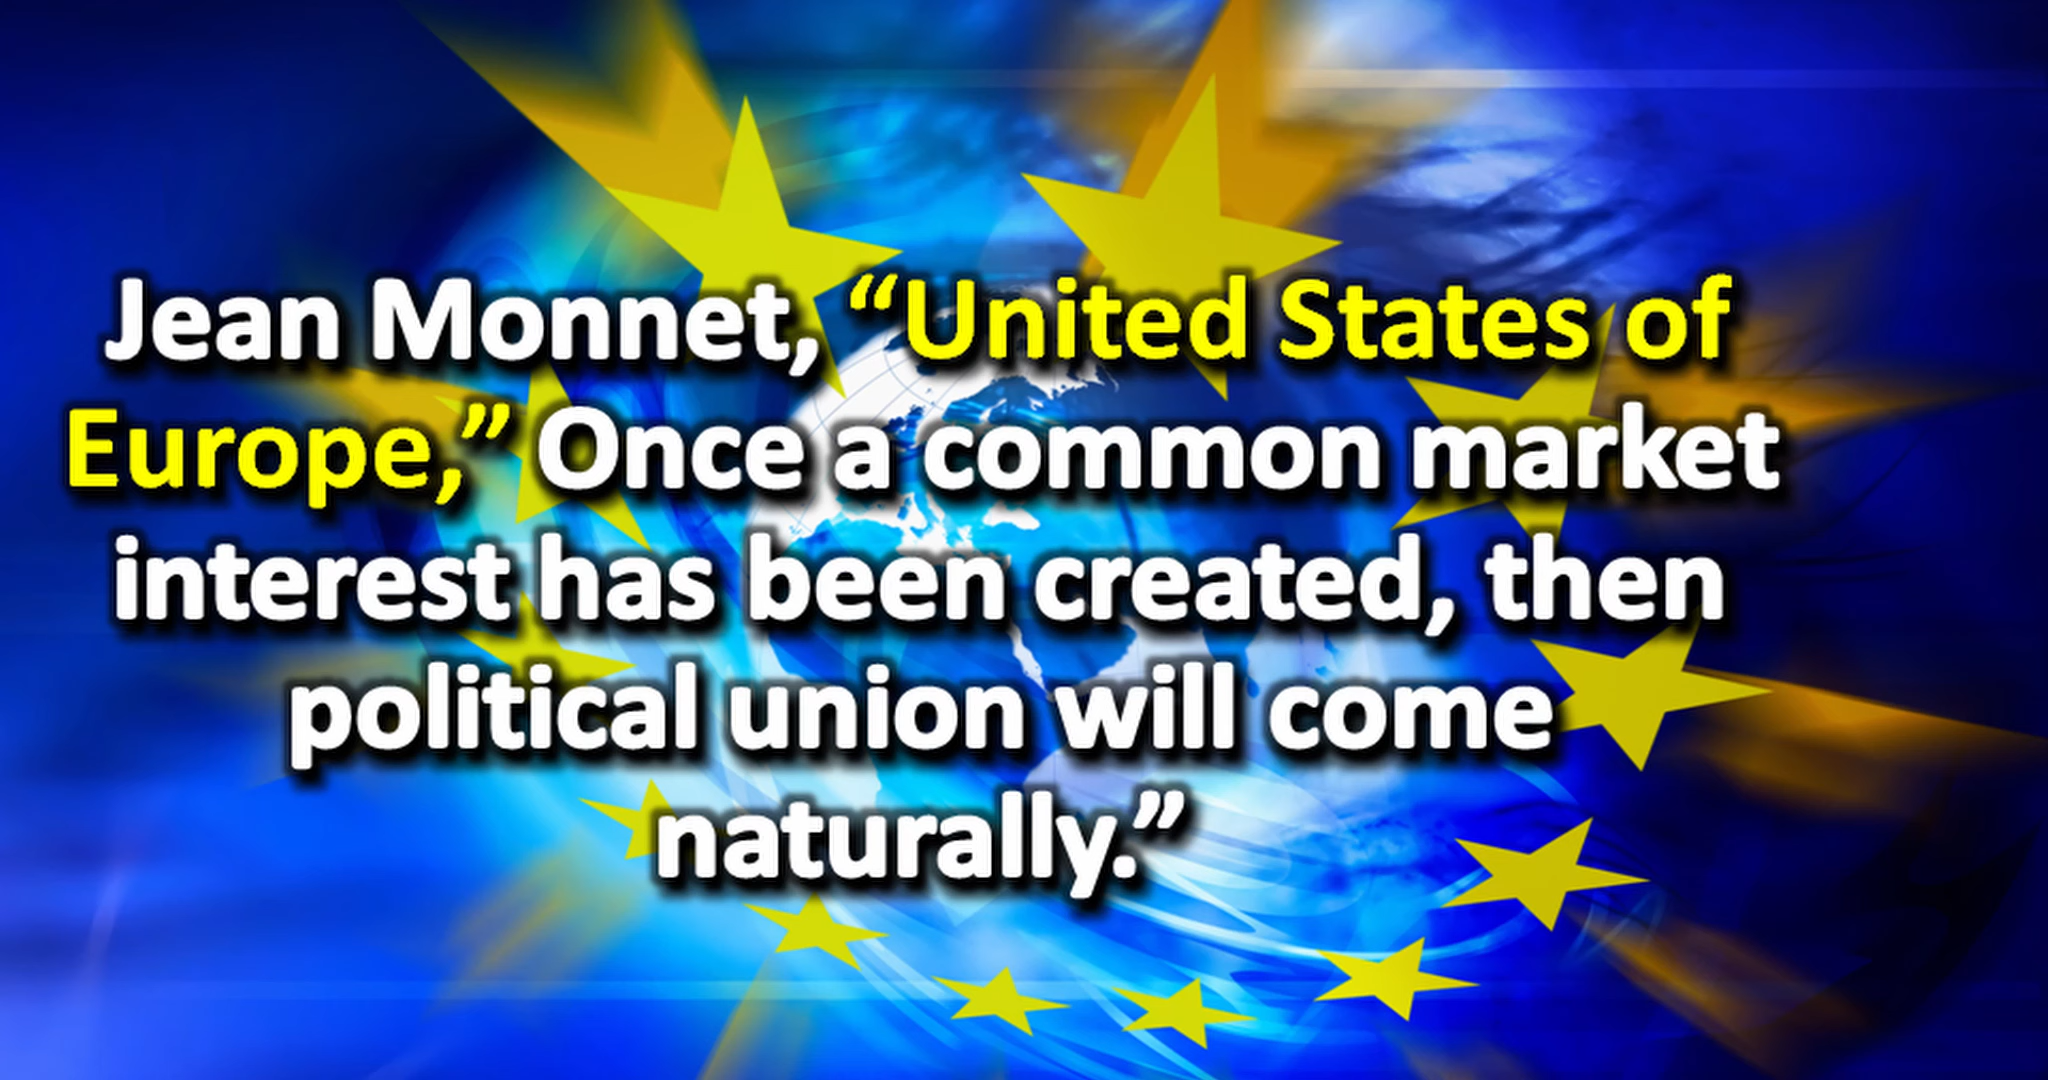 Jean Monnet, “United States of
Europe,” Once a common market
interest has been created, then
political union will come
naturally.”